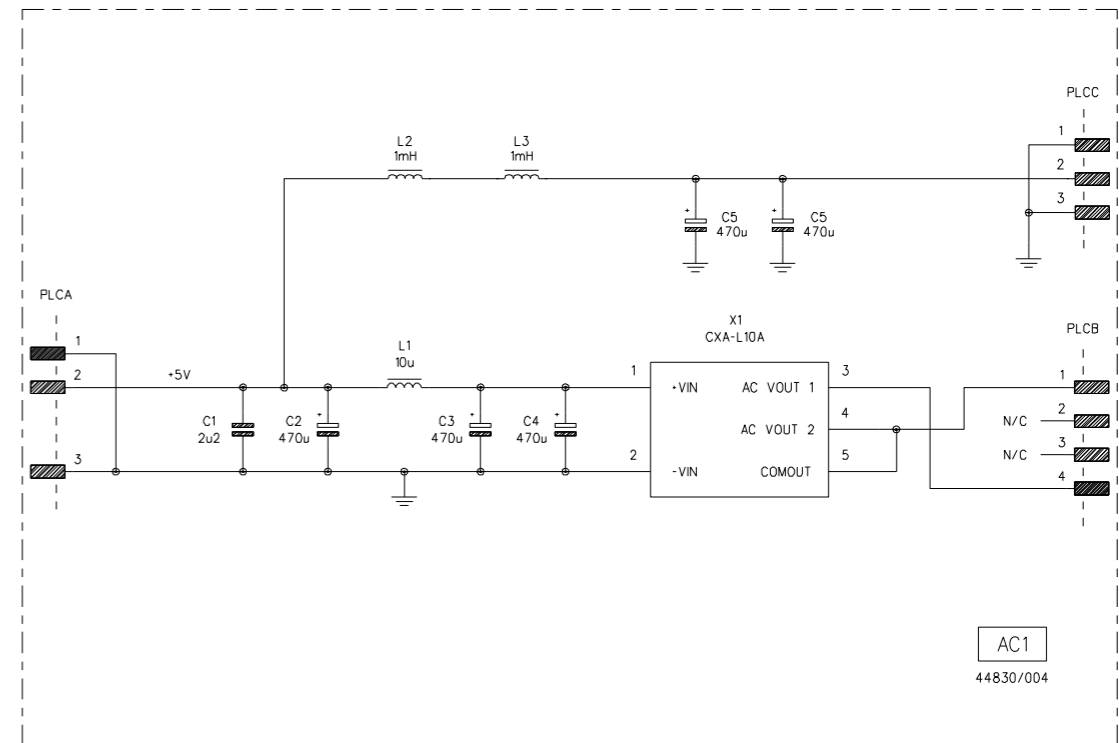 PLCC
1
2
3
L2
1mH
L3
1mH
+
C5
470u
+
C5
470u
PLCA
1
2
3
+5V
L1
10u
C1
2u2
C2
470u
+
C3
470u
+
C4
470u
+
X1
CXA-L10A
1
+VIN
AC VOUT 1
3
AC VOUT 2
4
2
-VIN
COMOUT
5
PLCB
1
N/C
2
N/C
3
4
AC1
44830/004